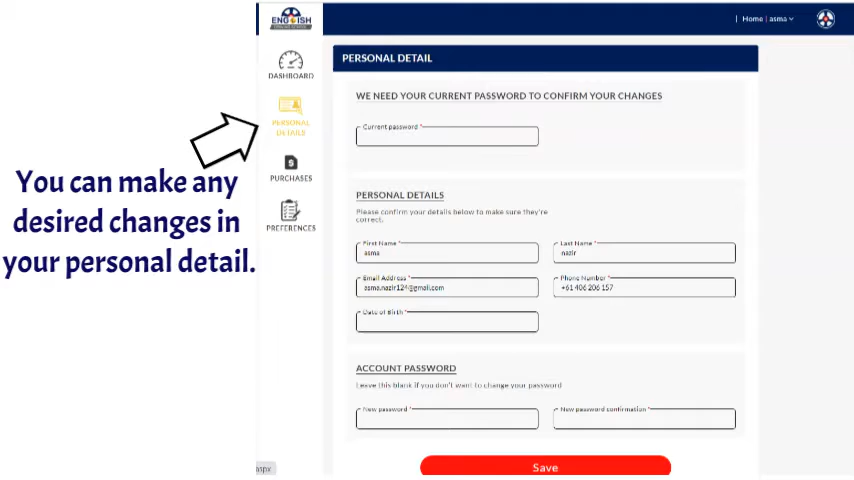 ENGLISH
Home | asma
PERSONAL DETAIL
DASHBOARD
WE NEED YOUR CURRENT PASSWORD TO CONFIRM YOUR CHANGES
PERSONAL
DETAILS
Current password *
You can make any
desired changes in
your personal detail.
PURCHASES
PREFERENCES
PERSONAL DETAILS
Please confirm your details below to make sure they're
correct.
First Name *
asma
Last Name *
nazir
Email Address *
asma.nazir124@gmail.com
Phone Number *
+61 406 206 157
Date of Birth *
ACCOUNT PASSWORD
Leave this blank if you don't want to change your password
New password *
New password confirmation *
Save
aspx